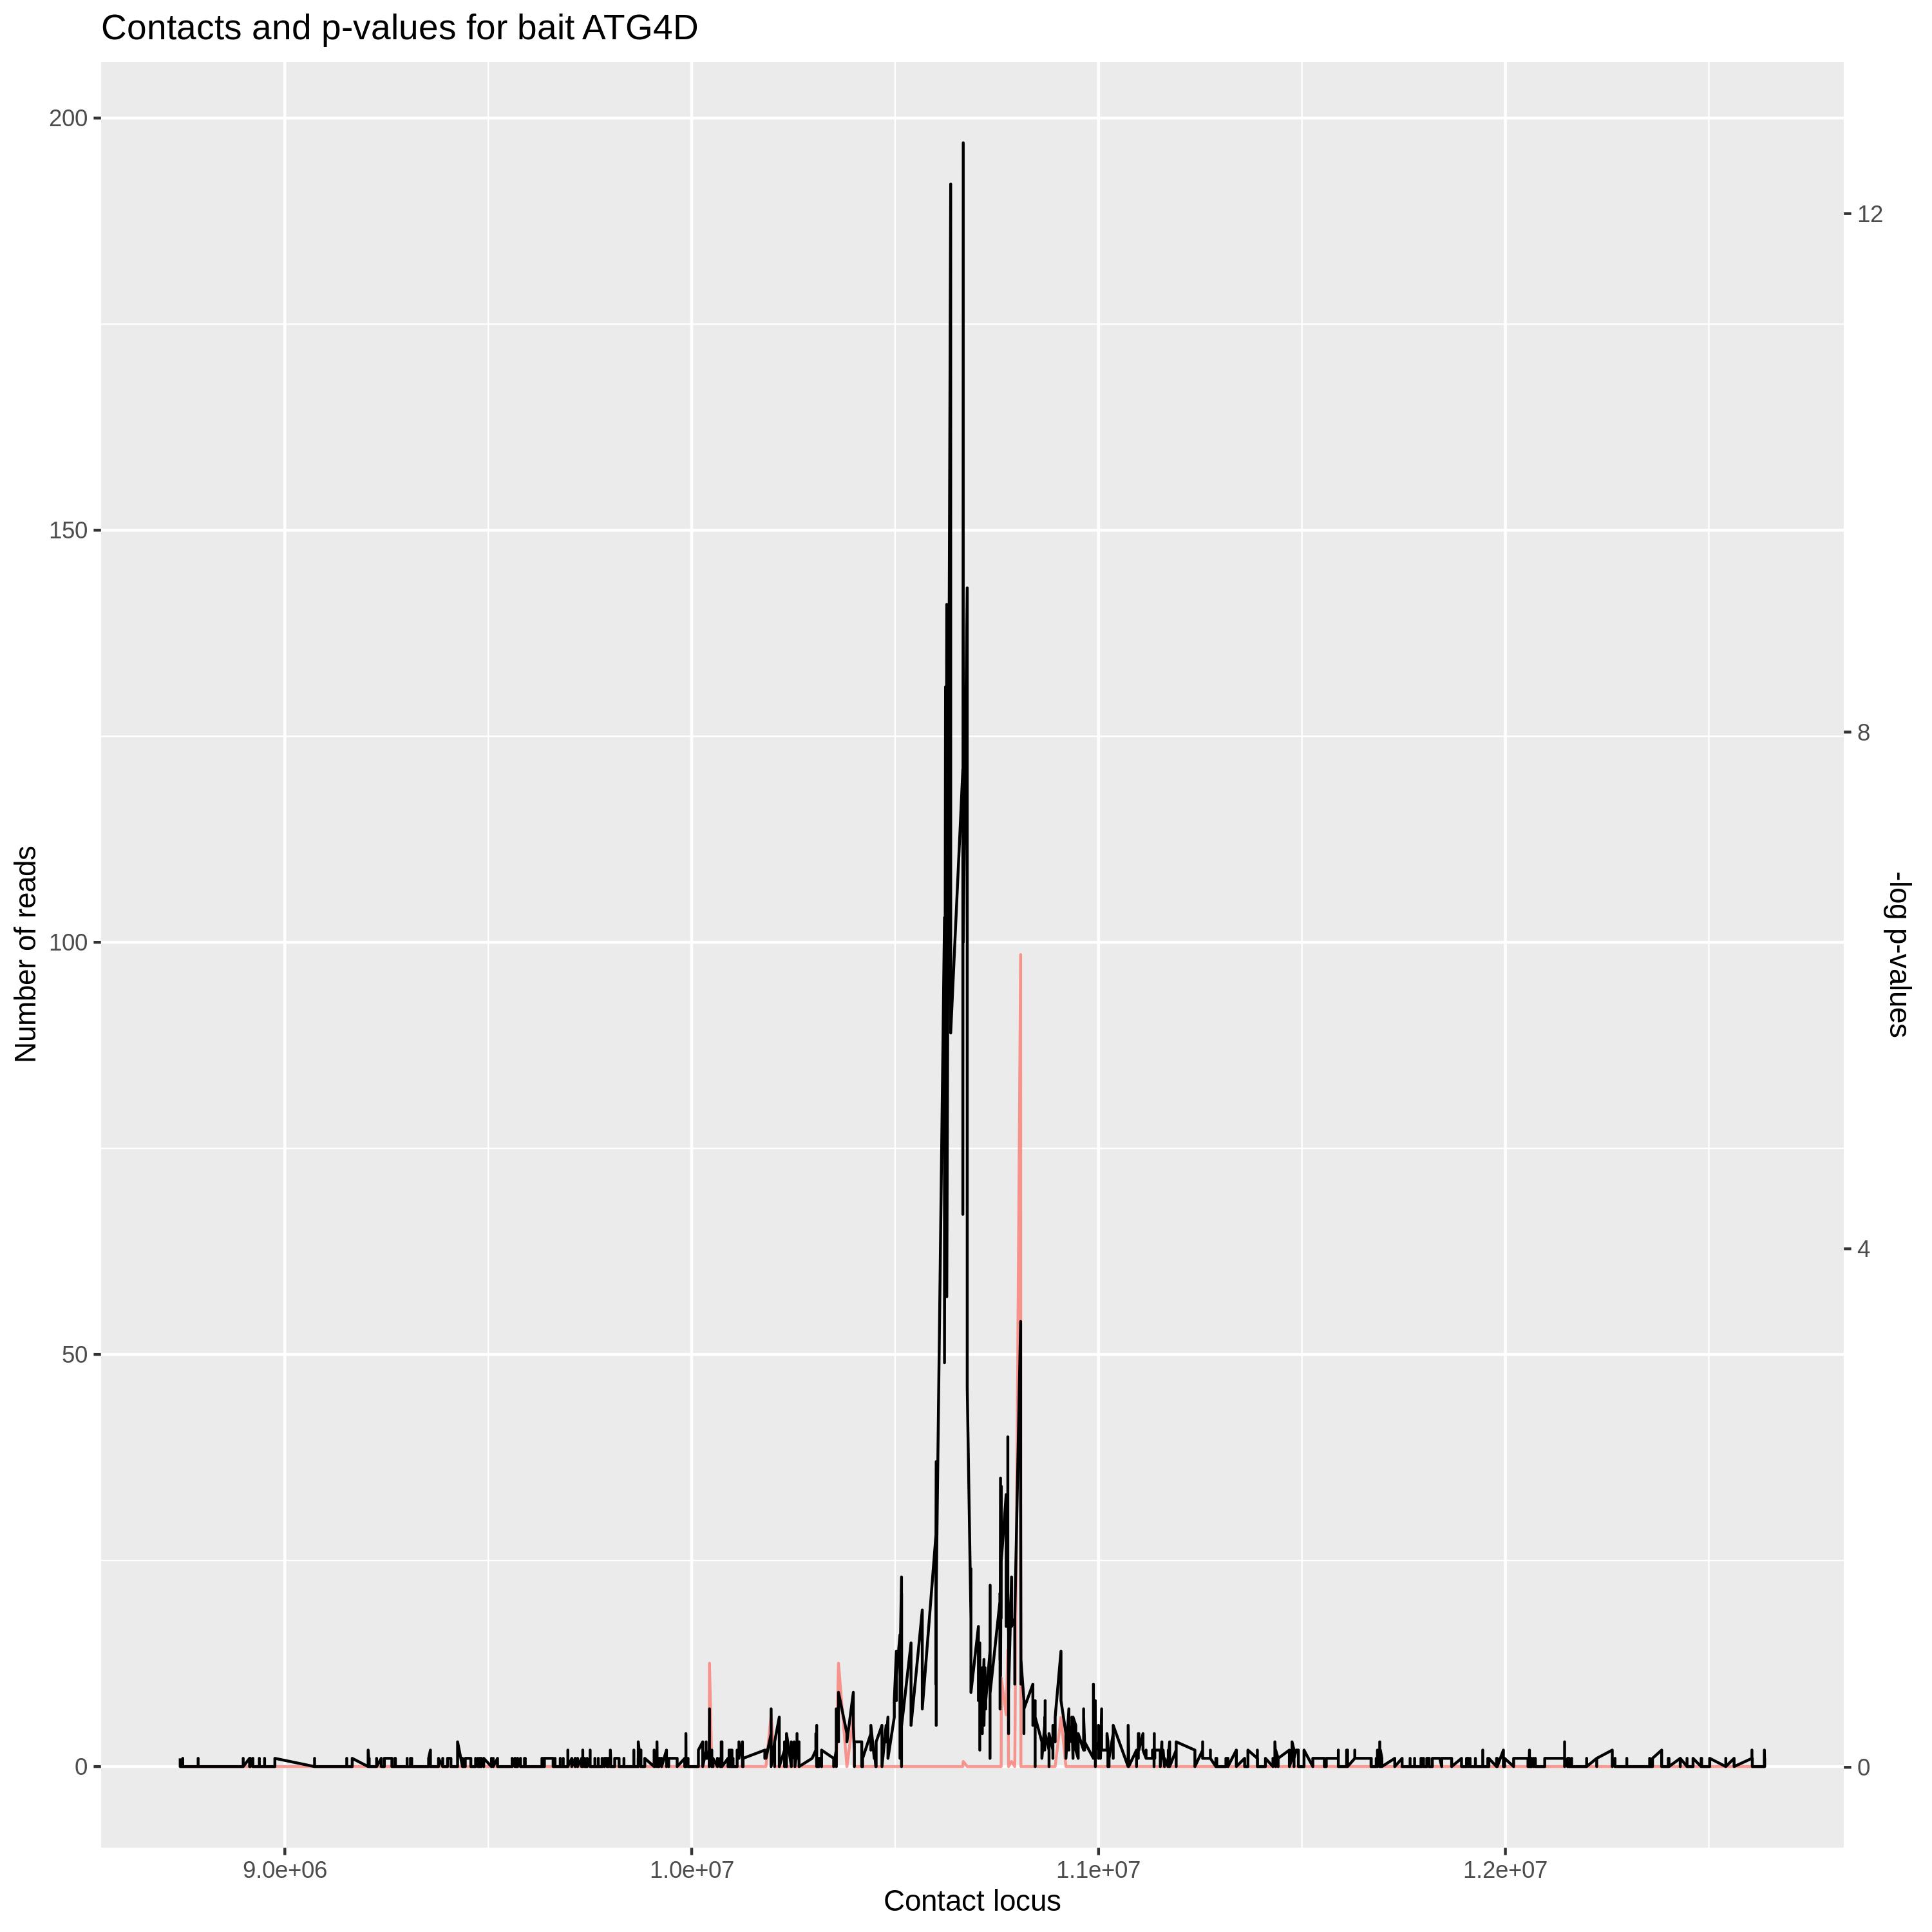 Contacts and p-values for bait ATG4D
200
150
100
50
0
Number of reads
12
8
4
0
-log p-values
9.0e+06
1.0e+07
1.1e+07
1.2e+07
Contact locus